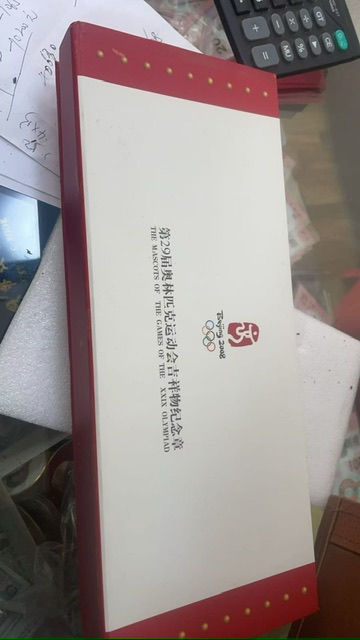 Beijing 2008
第29届奥林匹克运动会吉祥物纪念章
THE MASCOTS OF THE GAMES OF THE XXIX OLYMPIAD